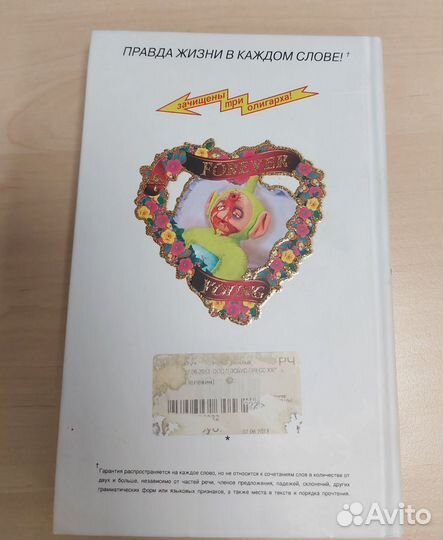 ПРАВДА ЖИЗНИ В КАЖДОМ СЛОВЕ!†
зачищены три олигарха!
FOREVER
YOUNG
*
†
Гарантия распространяется на каждое слово, но не относится к сочетаниям слов в количестве от
двух и больше, независимо от частей речи, членов предложения, падежей, склонений, других
грамматических форм или языковых признаков, а также места в тексте и порядка прочтения.
Avito